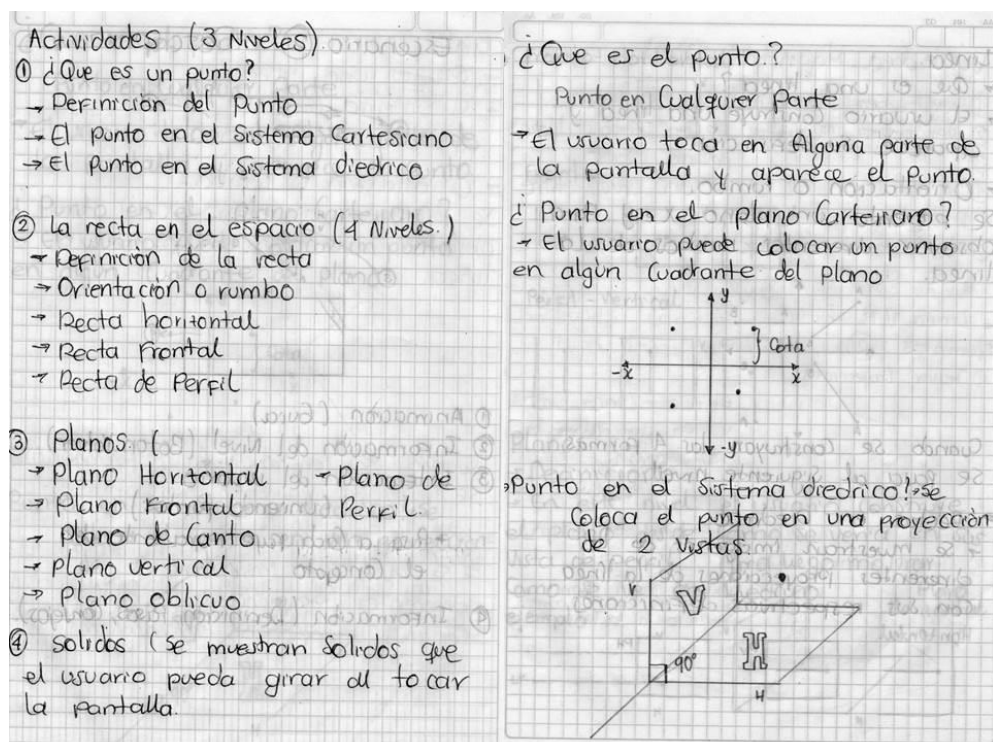 Actividades (3 Niveles)
① ¿Que es un punto?
→ Definición del Punto
→ El punto en el Sistema Cartesiano
→ El punto en el Sistema diedrico
② La recta en el espacio (4 Niveles.)
→ Definición de la recta
→ Orientación o rumbo
→ Recta horizontal
→ Recta Frontal
→ Recta de Perfil
③ Planos (
→ Plano Horizontal → Plano de
→ Plano Frontal Perfil
→ Plano de Canto
→ Plano vertical
→ Plano oblicuo
④ Solidos (Se muestran Solidos que
el usuario pueda girar al tocar
la pantalla.
¿Que es el punto.?
Punto en Cualquier Parte
→ El usuario toca en Alguna parte de
la pantalla y aparece el Punto.
¿Punto en el plano Cartesiano?
→ El usuario puede colocar un punto
en algún Cuadrante del plano
y
Cota
-x x
-y
Punto en el Sistema diedrico! → Se
Coloca el punto en una proyección
de 2 Vistas
V
V
H
90°
H